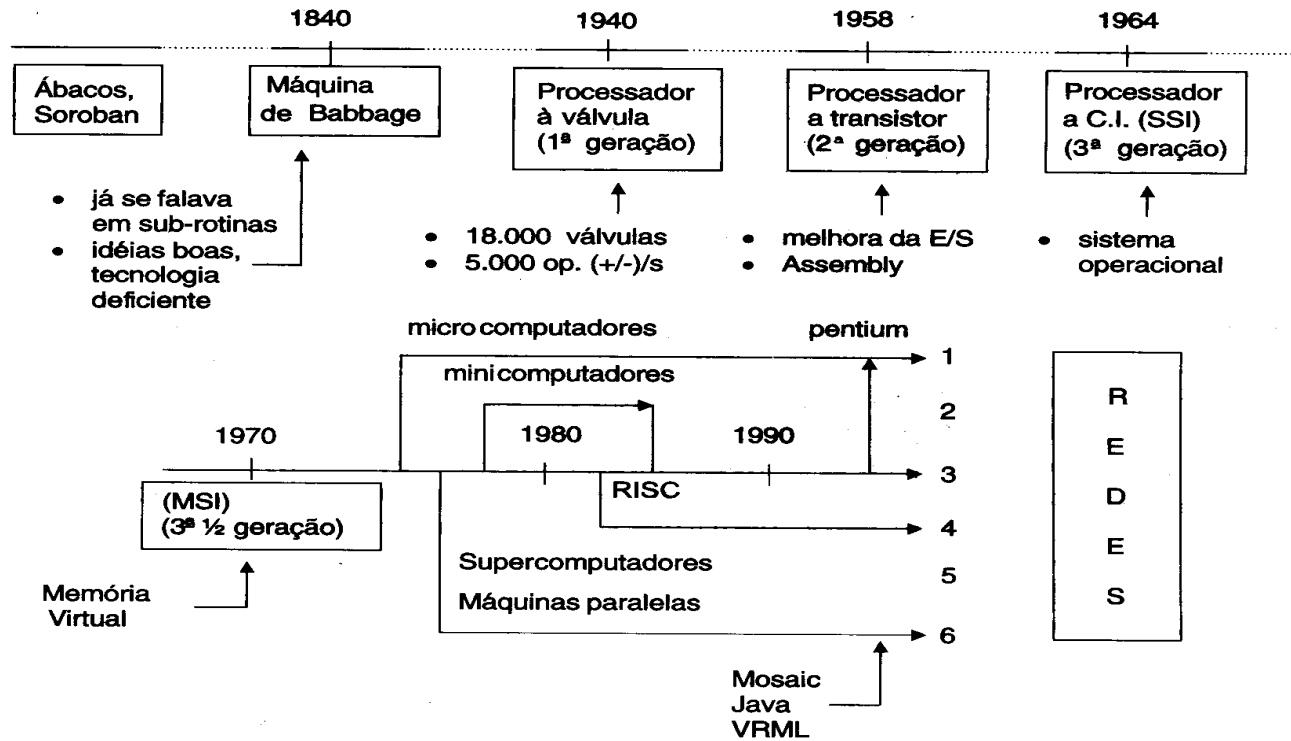 1840
1940
1958
1964
Ábacos,
Soroban
Máquina
de Babbage
Processador
à válvula
(1ª geração)
Processador
a transistor
(2ª geração)
Processador
a C.I. (SSI)
(3ª geração)
• já se falava
em sub-rotinas
• idéias boas,
tecnologia
deficiente
• 18.000 válvulas
• 5.000 op. (+/-)/s
• melhora da E/S
• Assembly
• sistema
operacional
micro computadores
pentium
1
mini computadores
2
1970
1980
1990
3
RISC
(MSI)
(3ª ½ geração)
4
Supercomputadores
5
Máquinas paralelas
6
Memória
Virtual
Mosaic
Java
VRML
R
E
D
E
S